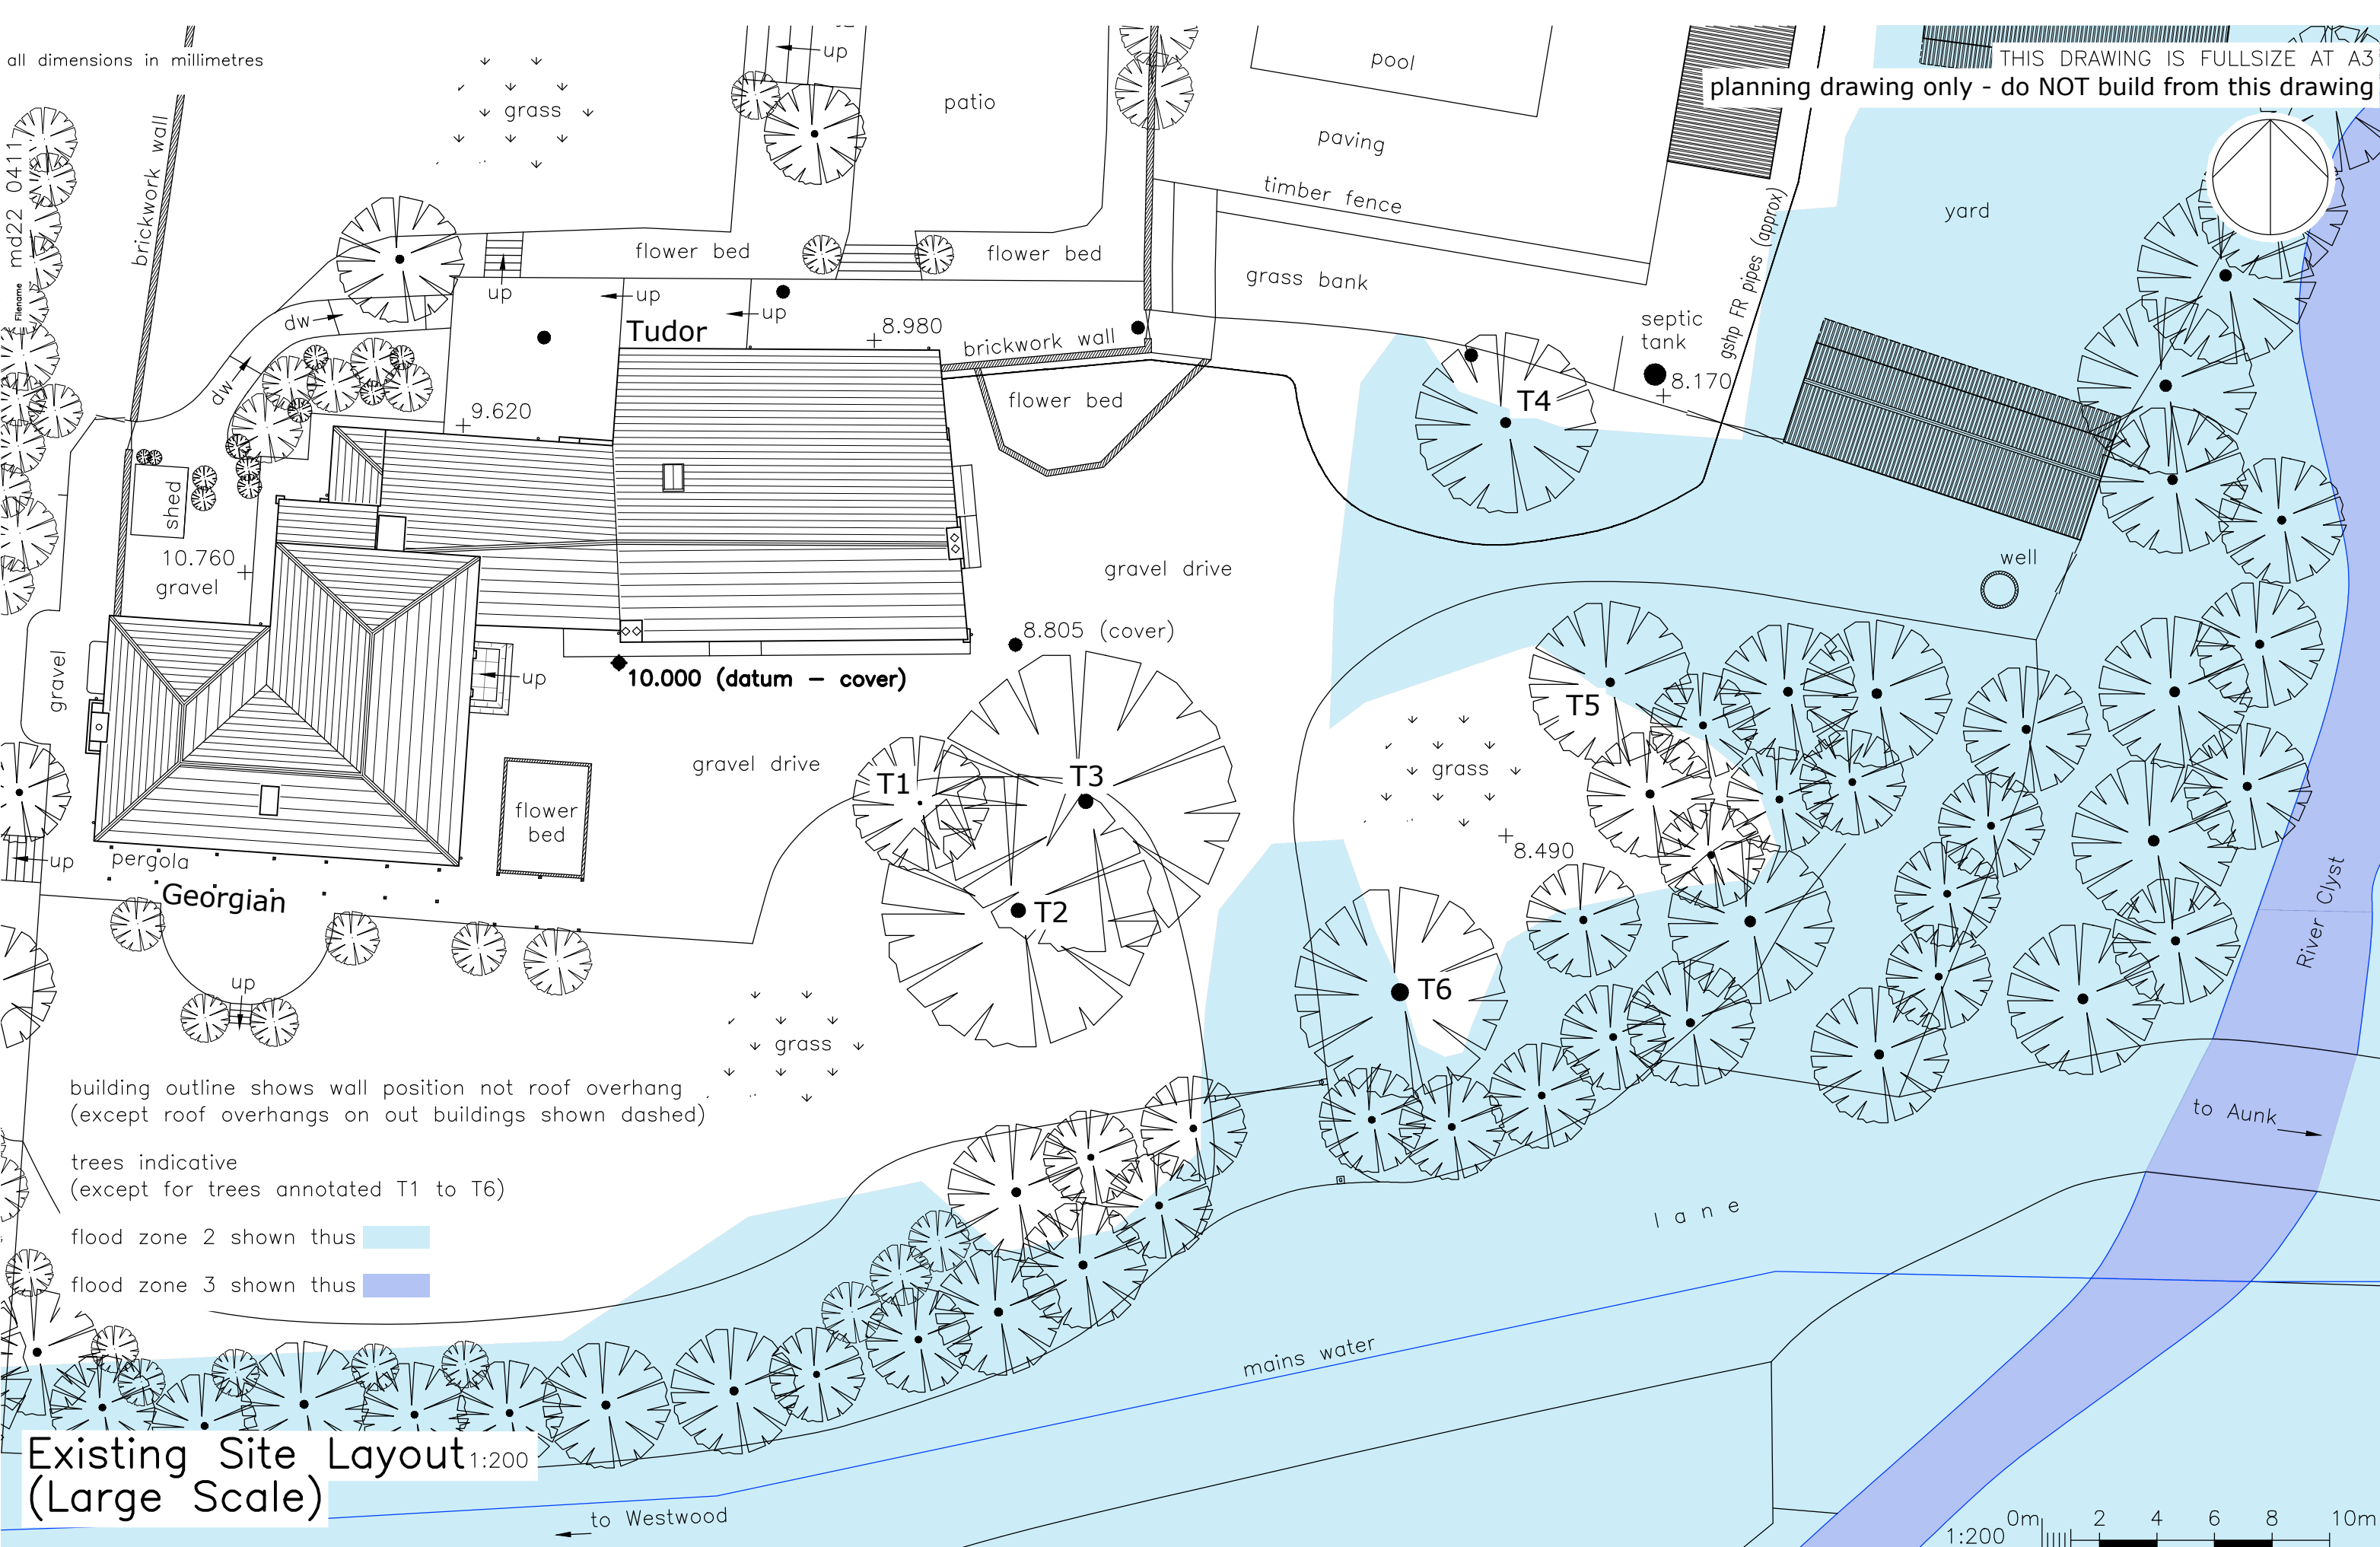 all dimensions in millimetres
THIS DRAWING IS FULLSIZE AT A3
planning drawing only - do NOT build from this drawing
Filename md22 0411
brickwork wall
grass
up
patio
pool
paving
timber fence
yard
flower bed
flower bed
grass bank
gshp FR pipes (approx)
up
up
up
dw
dw
Tudor
8.980
brickwork wall
septic
tank
8.170
flower bed
T4
9.620
shed
10.760
gravel
gravel drive
well
8.805 (cover)
10.000 (datum – cover)
up
gravel
gravel drive
T1
T3
T5
grass
8.490
flower
bed
up
pergola
Georgian
T2
T6
River Clyst
up
grass
building outline shows wall position not roof overhang
(except roof overhangs on out buildings shown dashed)
to Aunk
trees indicative
(except for trees annotated T1 to T6)
lane
flood zone 2 shown thus
flood zone 3 shown thus
mains water
Existing Site Layout 1:200
(Large Scale)
to Westwood
1:200
0m 2 4 6 8 10m